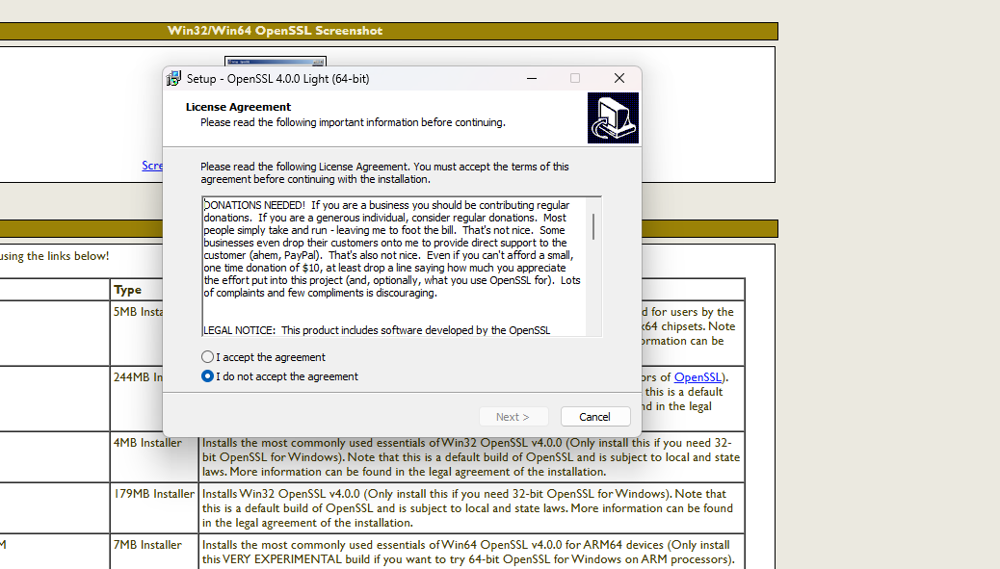 Win32/Win64 OpenSSL Screenshot
Setup - OpenSSL 4.0.0 Light (64-bit)
License Agreement
Please read the following important information before continuing.
Please read the following License Agreement. You must accept the terms of this
agreement before continuing with the installation.
DONATIONS NEEDED!  If you are a business you should be contributing regular
donations.  If you are a generous individual, consider regular donations.  Most
people simply take and run - leaving me to foot the bill.  That's not nice.  Some
businesses even drop their customers onto me to provide direct support to the
customer (ahem, PayPal).  That's also not nice.  Even if you can't afford a small,
one time donation of $10, at least drop a line saying how much you appreciate
the effort put into this project (and, optionally, what you use OpenSSL for).  Lots
of complaints and few compliments is discouraging.
LEGAL NOTICE:  This product includes software developed by the OpenSSL
I accept the agreement
I do not accept the agreement
Next >
Cancel
Scre
using the links below!
Type
5MB Insta
d for users by the
x64 chipsets. Note
ormation can be
244MB In
ors of OpenSSL).
this is a default
nd in the legal
4MB Installer
Installs the most commonly used essentials of Win32 OpenSSL v4.0.0 (Only install this if you need 32-
bit OpenSSL for Windows). Note that this is a default build of OpenSSL and is subject to local and state
laws. More information can be found in the legal agreement of the installation.
179MB Installer
Installs Win32 OpenSSL v4.0.0 (Only install this if you need 32-bit OpenSSL for Windows). Note that
this is a default build of OpenSSL and is subject to local and state laws. More information can be found
in the legal agreement of the installation.
M
7MB Installer
Installs the most commonly used essentials of Win64 OpenSSL v4.0.0 for ARM64 devices (Only install
this VERY EXPERIMENTAL build if you want to try 64-bit OpenSSL for Windows on ARM processors).